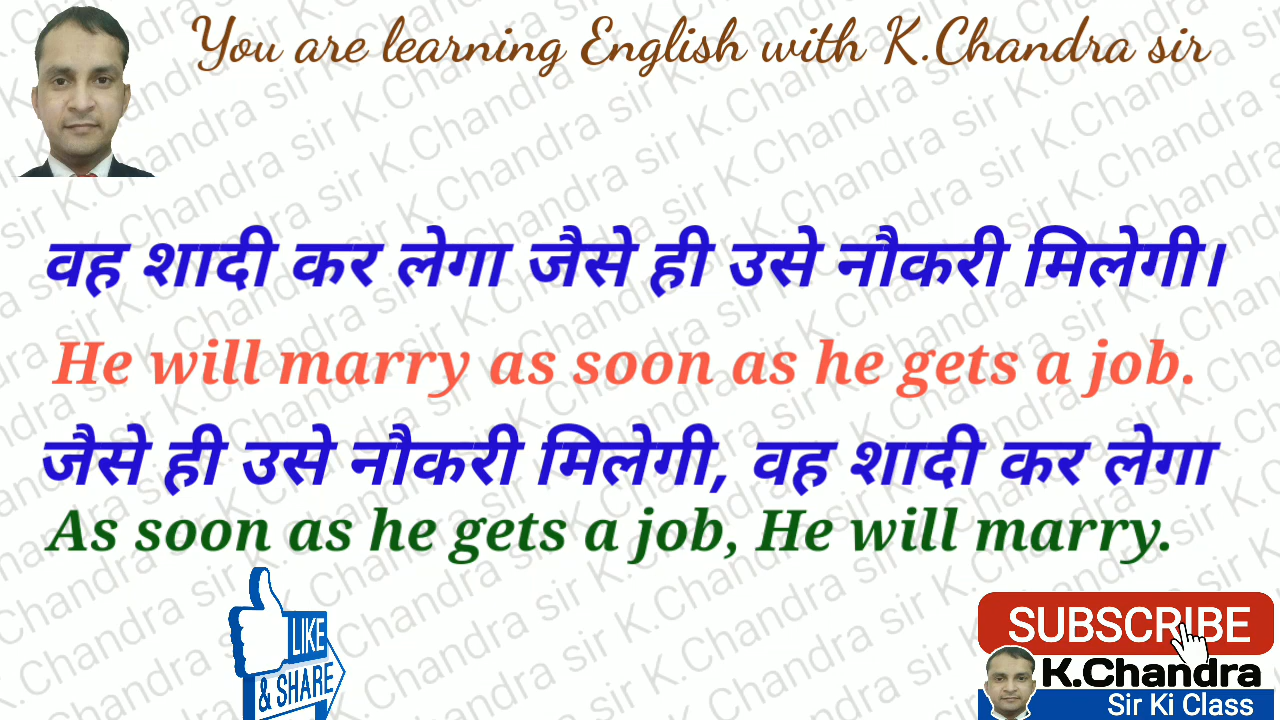 You are learning English with K.Chandra sir
वह शादी कर लेगा जैसे ही उसे नौकरी मिलेगी।
He will marry as soon as he gets a job.
जैसे ही उसे नौकरी मिलेगी, वह शादी कर लेगा
As soon as he gets a job, He will marry.
LIKE
& SHARE
SUBSCRIBE
K.Chandra
Sir Ki Class
K.Chandra sir